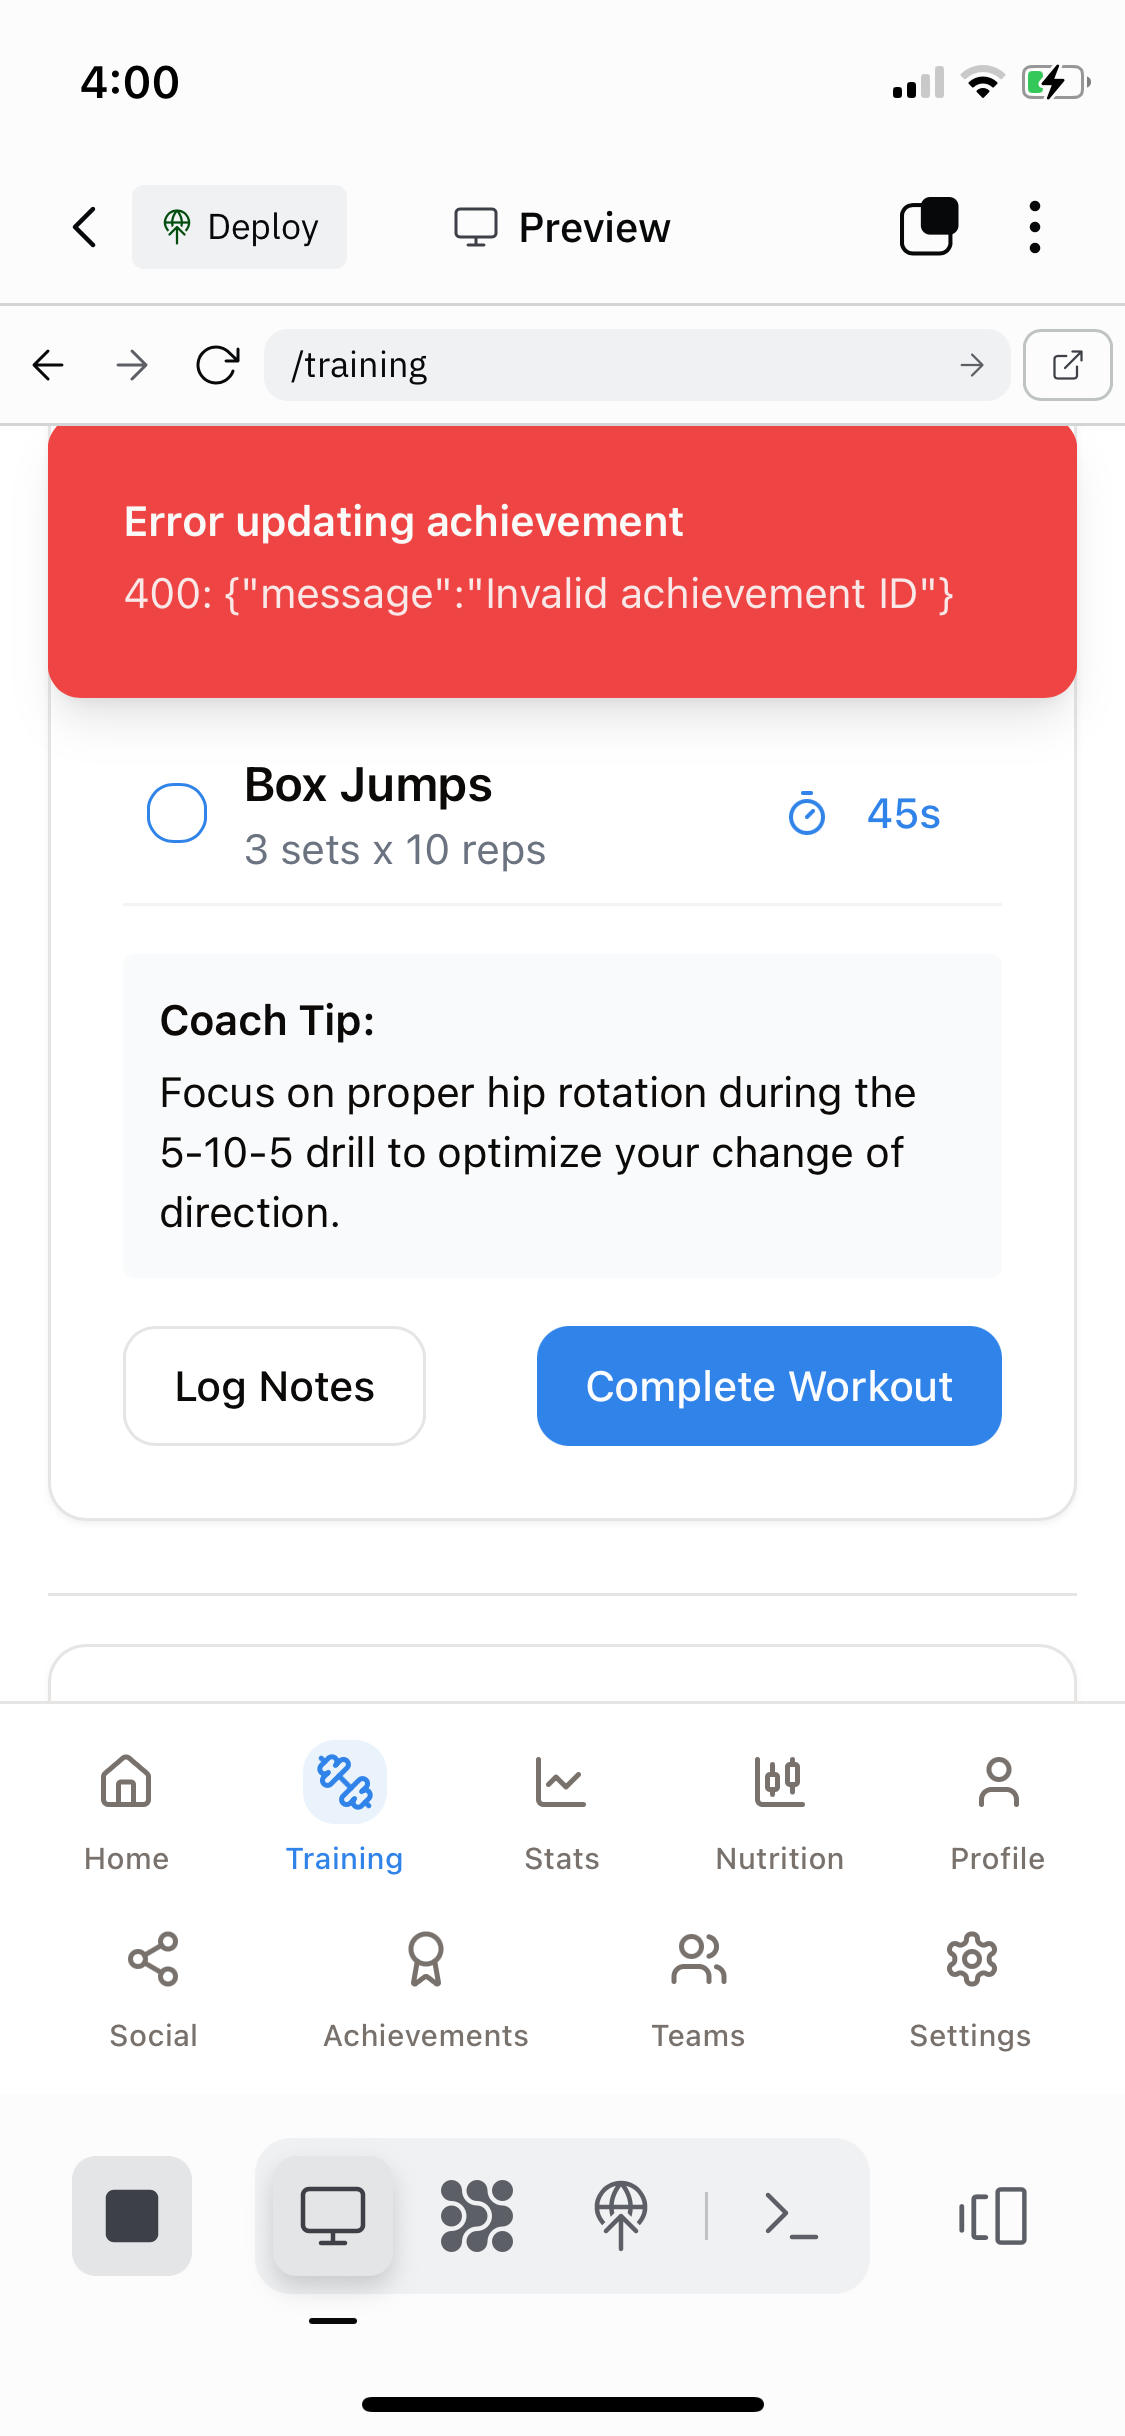 4:00
Deploy
Preview
/training
Error updating achievement
400: {"message":"Invalid achievement ID"}
Box Jumps
3 sets x 10 reps
45s
Coach Tip:
Focus on proper hip rotation during the
5-10-5 drill to optimize your change of
direction.
Log Notes
Complete Workout
Home
Training
Stats
Nutrition
Profile
Social
Achievements
Teams
Settings